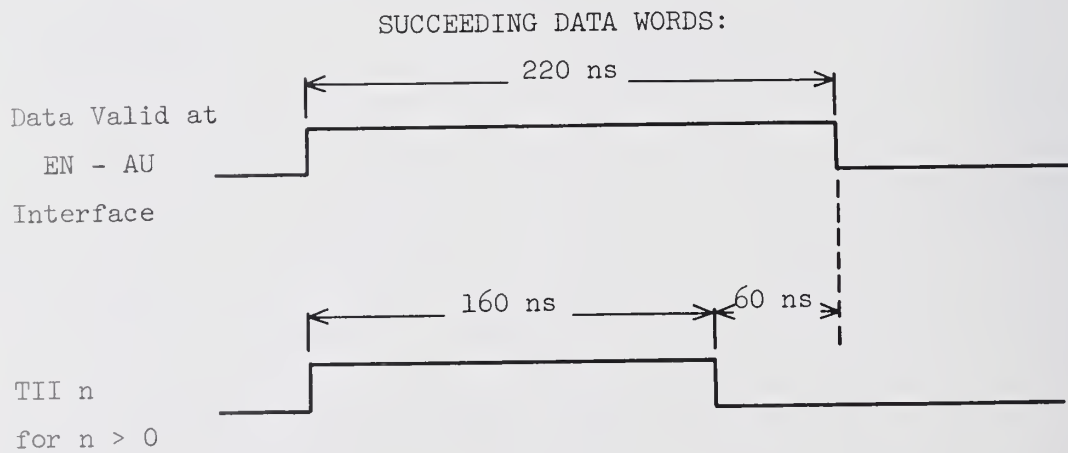 SUCCEEDING DATA WORDS:
220 ns
Data Valid at
EN - AU
Interface
160 ns
60 ns
TII n
for n > 0